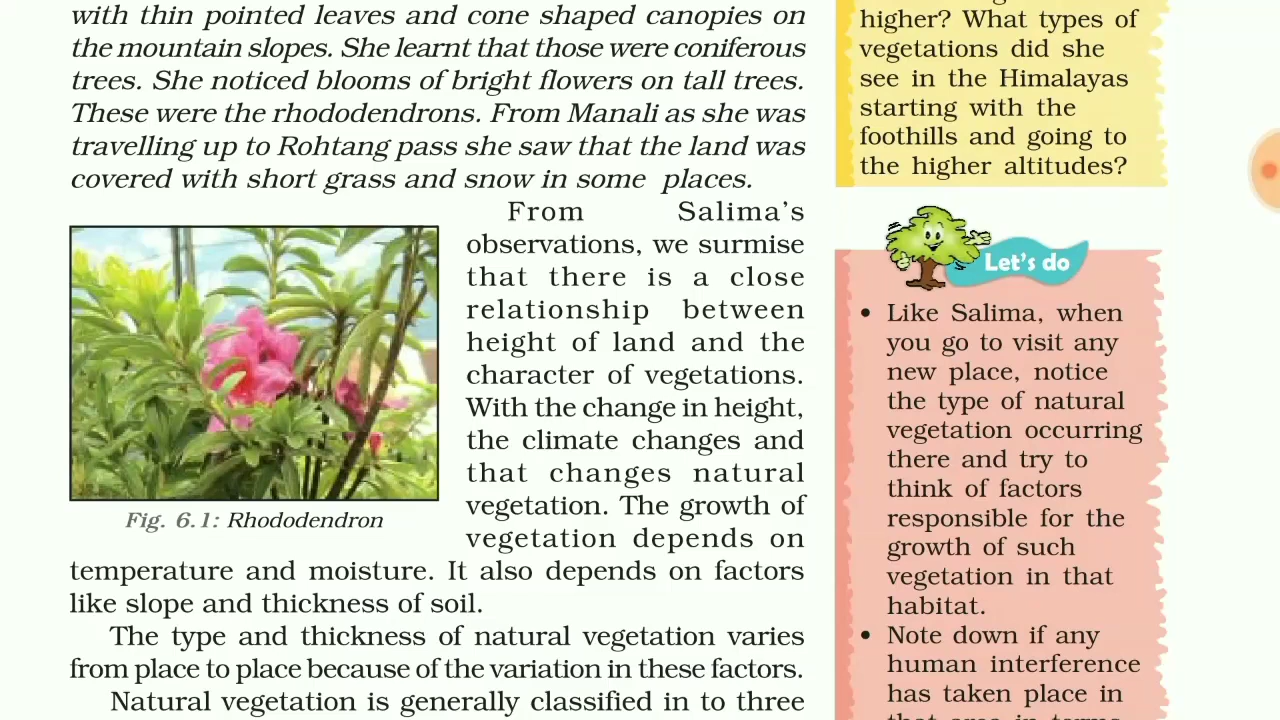 with thin pointed leaves and cone shaped canopies on
the mountain slopes. She learnt that those were coniferous
trees. She noticed blooms of bright flowers on tall trees.
These were the rhododendrons. From Manali as she was
travelling up to Rohtang pass she saw that the land was
covered with short grass and snow in some places.
From Salima's
observations, we surmise
that there is a close
relationship between
height of land and the
character of vegetations.
With the change in height,
the climate changes and
that changes natural
vegetation. The growth of
vegetation depends on
temperature and moisture. It also depends on factors
like slope and thickness of soil.
Fig. 6.1: Rhododendron
The type and thickness of natural vegetation varies
from place to place because of the variation in these factors.
Natural vegetation is generally classified in to three
higher? What types of
vegetations did she
see in the Himalayas
starting with the
foothills and going to
the higher altitudes?
Let's do
• Like Salima, when
you go to visit any
new place, notice
the type of natural
vegetation occurring
there and try to
think of factors
responsible for the
growth of such
vegetation in that
habitat.
• Note down if any
human interference
has taken place in